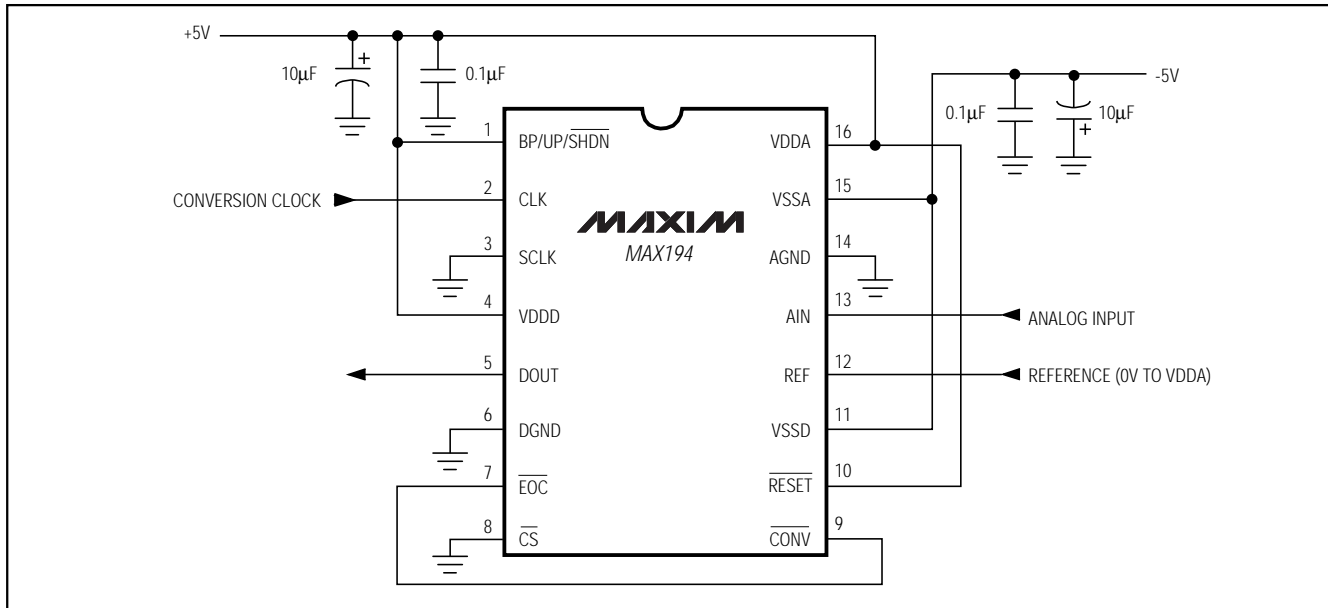 +5V
10µF
+
0.1µF
-5V
0.1µF
10µF
+
1
BP/UP/SHDN
VDDA
16
CONVERSION CLOCK
2
CLK
VSSA
15
MAXIM
MAX194
3
SCLK
AGND
14
4
VDDD
AIN
13
ANALOG INPUT
5
DOUT
REF
12
REFERENCE (0V TO VDDA)
6
DGND
VSSD
11
7
EOC
RESET
10
8
CS
CONV
9